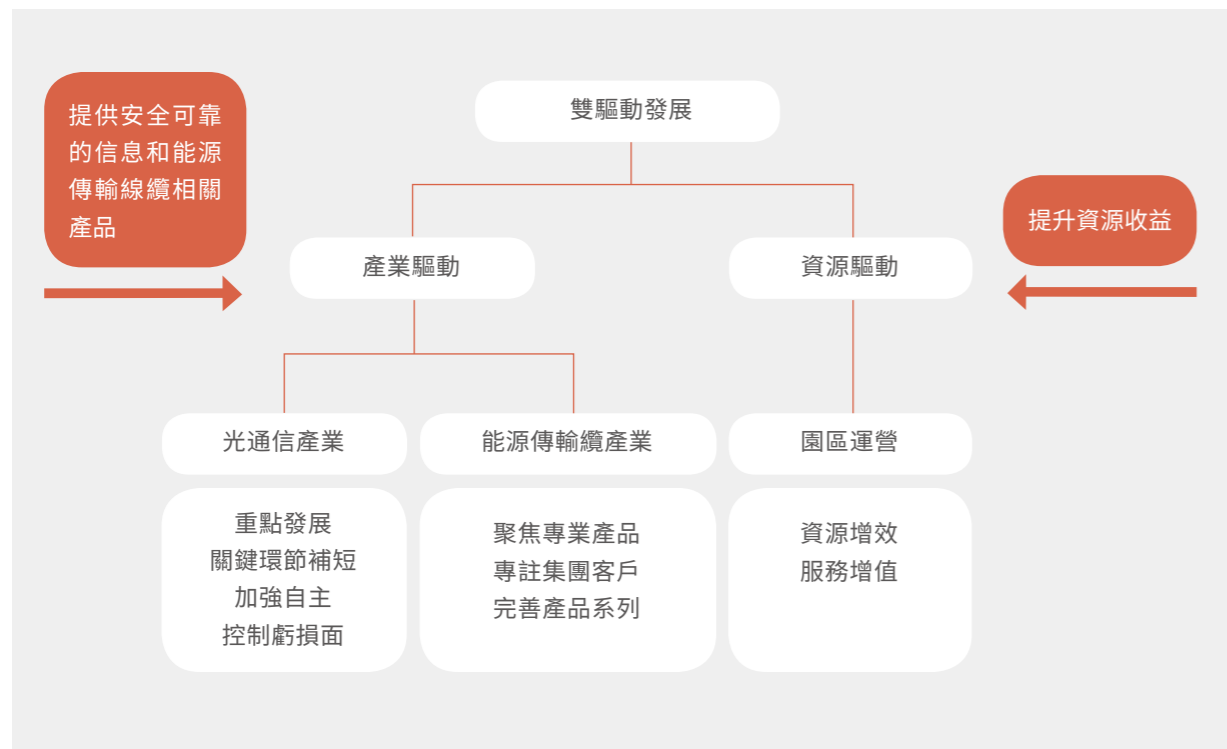 提供安全可靠
的信息和能源
傳輸線纜相關
產品
雙驅動發展
提升資源收益
產業驅動
資源驅動
光通信產業
能源傳輸纜產業
園區運營
重點發展
關鍵環節補短
加強自主
控制虧損面
聚焦專業產品
專註集團客戶
完善產品系列
資源增效
服務增值